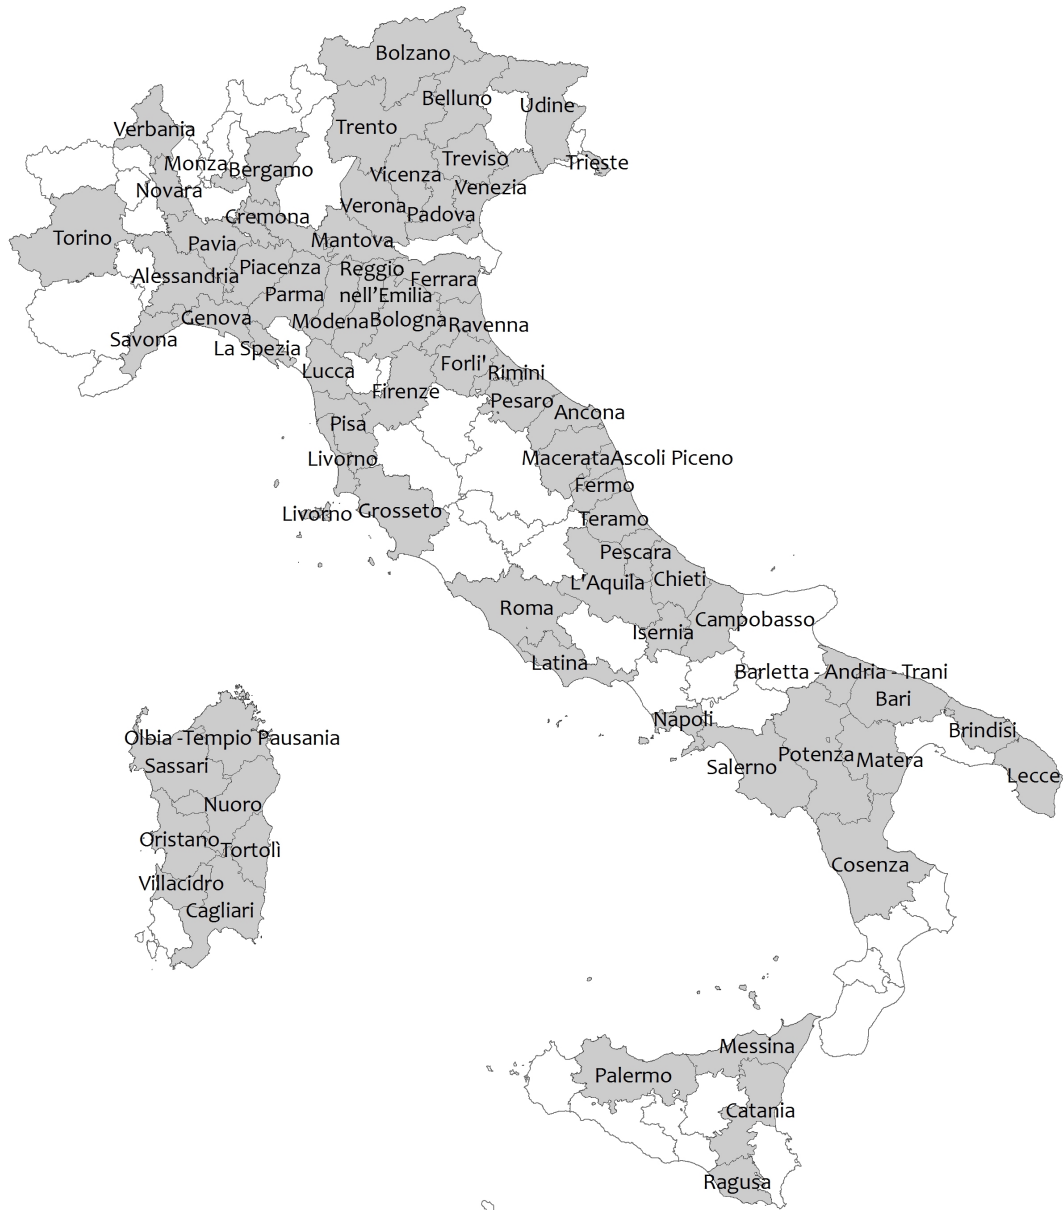 Bolzano
Belluno
Udine
Trento
Verbania
Monza
Bergamo
Treviso
Trieste
Vicenza
Novara
Venezia
Verona
Padova
Cremona
Torino
Pavia
Mantova
Alessandria
Piacenza
Reggio
nell'Emilia
Ferrara
Parma
Genova
Modena
Bologna
Ravenna
Savona
La Spezia
Lucca
Forli'
Rimini
Firenze
Pesaro
Ancona
Pisa
Livorno
Macerata
Ascoli Piceno
Fermo
Livorno
Grosseto
Teramo
Pescara
L'Aquila
Chieti
Roma
Campobasso
Isernia
Latina
Barletta - Andria - Trani
Bari
Napoli
Brindisi
Olbia -Tempio Pausania
Salerno
Potenza
Matera
Sassari
Lecce
Nuoro
Oristano
Tortolì
Cosenza
Villacidro
Cagliari
Messina
Palermo
Catania
Ragusa